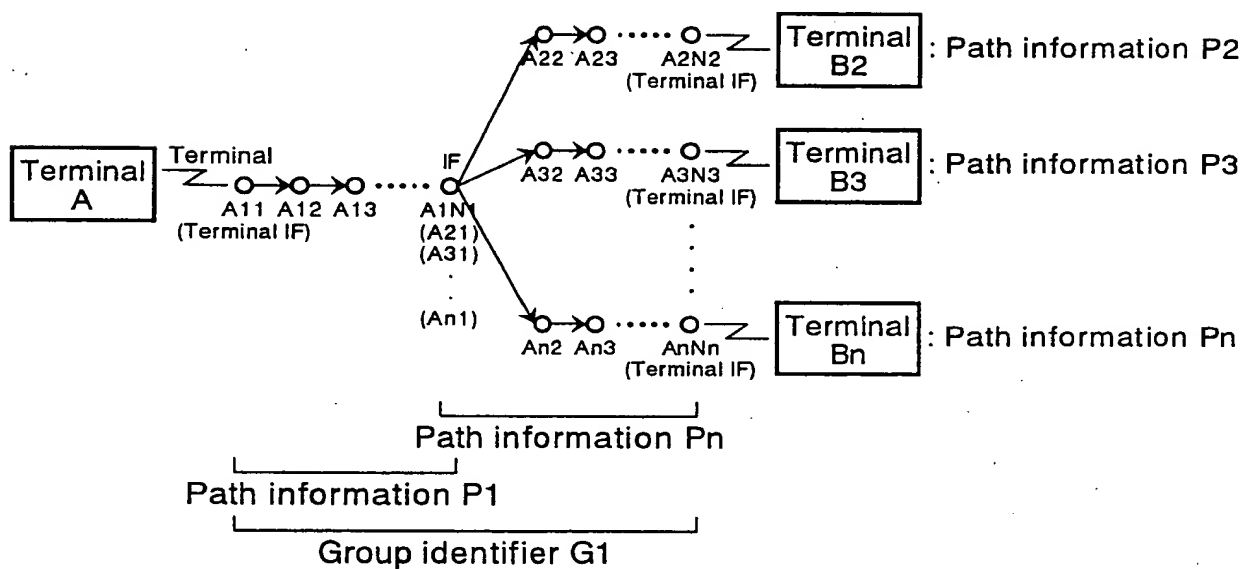 A22 A23 A2N2
(Terminal IF)
Terminal
B2
: Path information P2
Terminal
A
Terminal
A11 A12 A13
(Terminal IF)
IF
A1N1
(A21)
(A31)
(An1)
A32 A33 A3N3
(Terminal IF)
Terminal
B3
: Path information P3
An2 An3 AnNn
(Terminal IF)
Terminal
Bn
: Path information Pn
Path information Pn
Path information P1
Group identifier G1